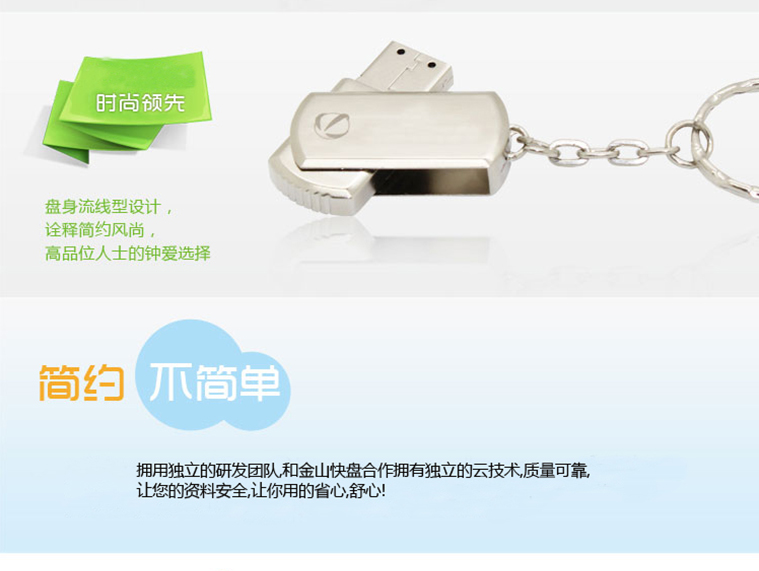 时尚领先
盘身流线型设计，
诠释简约风尚，
高品位人士的钟爱选择
简约 不简单
拥用独立的研发团队,和金山快盘合作拥有独立的云技术,质量可靠,
让您的资料安全,让你用的省心,舒心!